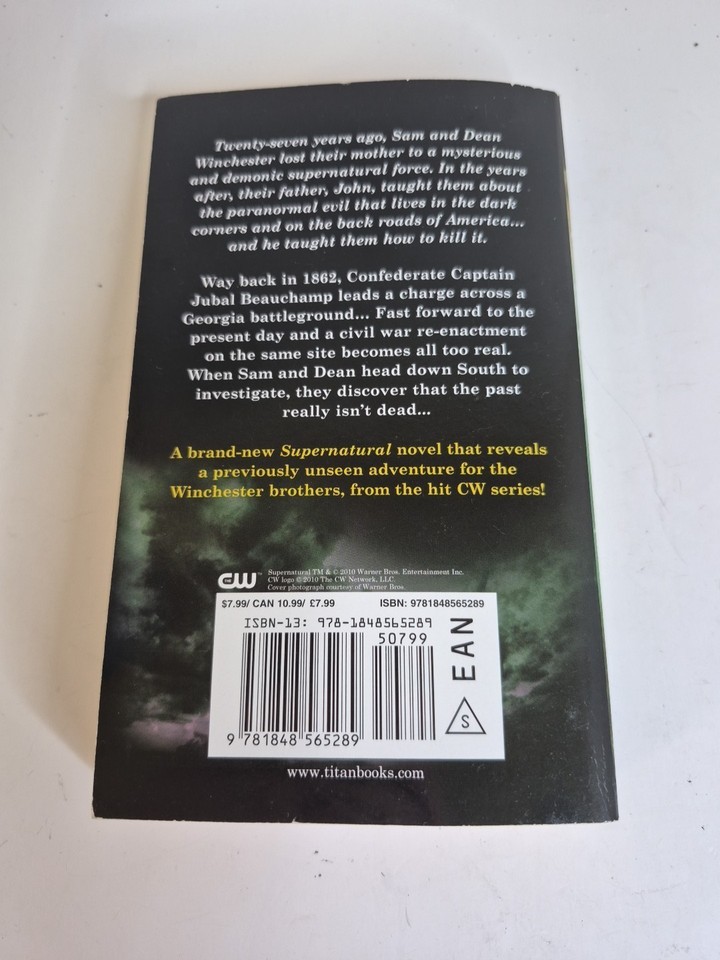 Twenty-seven years ago, Sam and Dean
Winchester lost their mother to a mysterious
and demonic supernatural force. In the years
after, their father, John, taught them about
the paranormal evil that lives in the dark
corners and on the back roads of America...
and he taught them how to kill it.
Way back in 1862, Confederate Captain
Jubal Beauchamp leads a charge across a
Georgia battleground... Fast forward to the
present day and a civil war re-enactment
on the same site becomes all too real.
When Sam and Dean head down South to
investigate, they discover that the past
really isn't dead...
A brand-new Supernatural novel that reveals
a previously unseen adventure for the
Winchester brothers, from the hit CW series!
THE CW™
Supernatural TM & © 2010 Warner Bros. Entertainment Inc.
CW logo © 2010 The CW Network, LLC.
Cover photograph courtesy of Warner Bros.
$7.99/ CAN 10.99/ £7.99 ISBN: 9781848565289
ISBN-13: 978-1848565289
50799
EAN
S
9 781848 565289
www.titanbooks.com